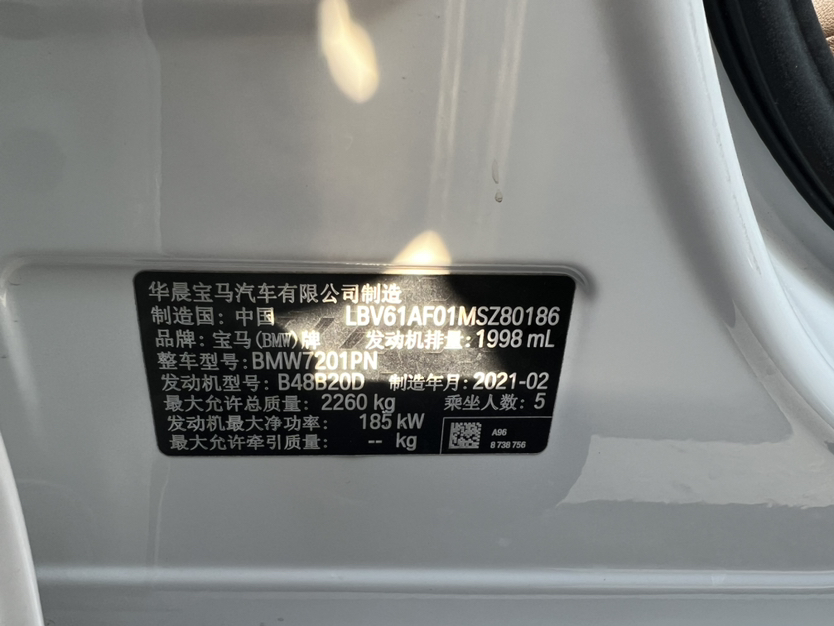 华晨宝马汽车有限公司制造
制造国: 中国 LBV61AF01MSZ80186
品牌: 宝马(BMW)牌 发动机排量: 1998 mL
整车型号: BMW7201PN
发动机型号: B48B20D 制造年月: 2021-02
最大允许总质量: 2260 kg 乘坐人数: 5
发动机最大净功率: 185 kW
最大允许牵引质量: -- kg
A96
8 738 756